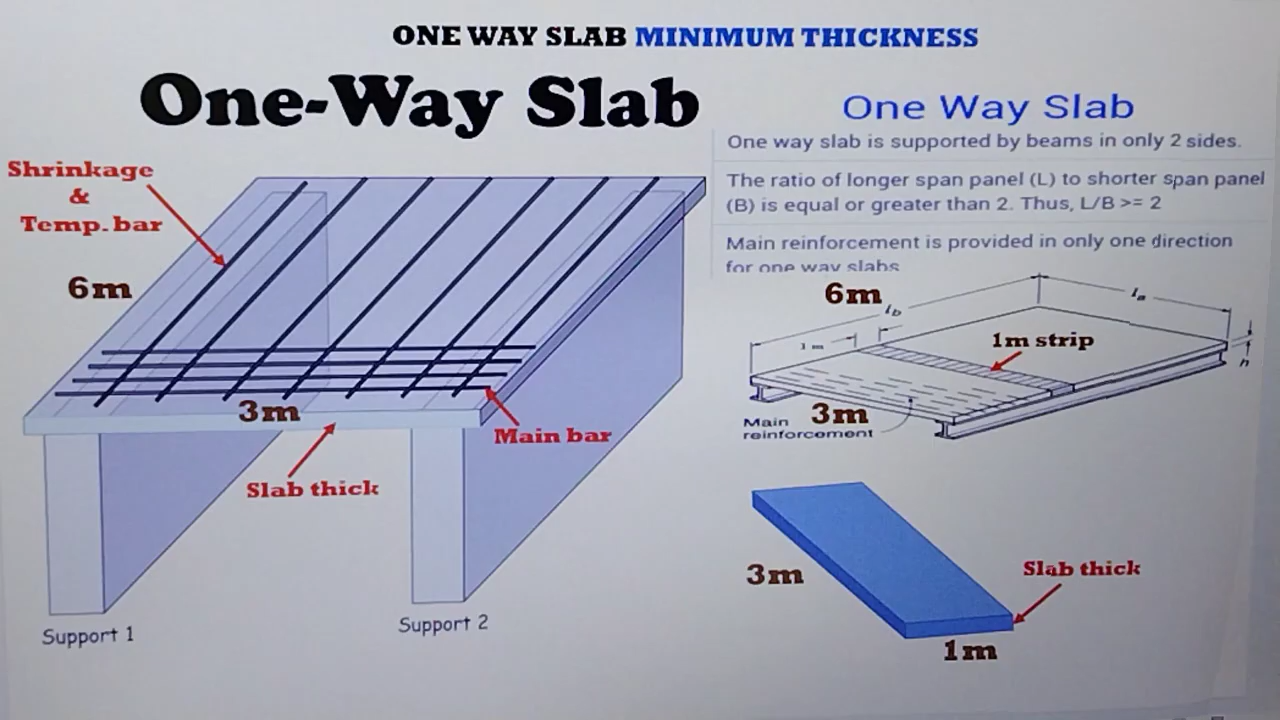 ONE WAY SLAB MINIMUM THICKNESS
One-Way Slab
Shrinkage
&
Temp. bar
6m
3m
Main bar
Slab thick
Support 1
Support 2
One Way Slab
One way slab is supported by beams in only 2 sides.
The ratio of longer span panel (L) to shorter span panel
(B) is equal or greater than 2. Thus, L/B >= 2
Main reinforcement is provided in only one direction
for one way slabs
6m
lb
la
1 m
1m strip
h
Main
reinforcement
3m
3m
Slab thick
1m